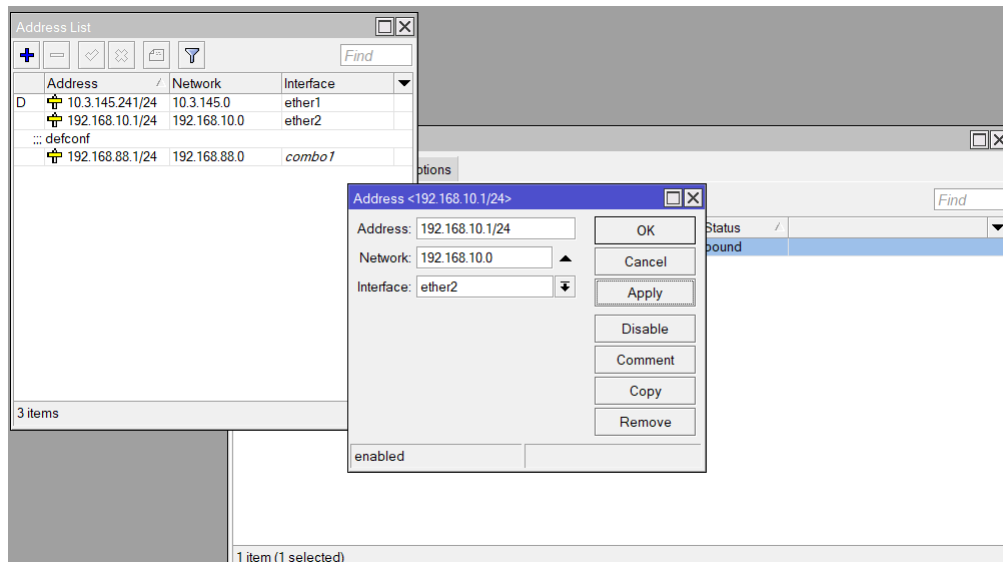 Address List
Find
Address Network Interface
D 10.3.145.241/24 10.3.145.0 ether1
192.168.10.1/24 192.168.10.0 ether2
;;; defconf
192.168.88.1/24 192.168.88.0 combo1
3 items
ptions
Find
Status
bound
1 item (1 selected)
Address <192.168.10.1/24>
Address: 192.168.10.1/24
Network: 192.168.10.0
Interface: ether2
OK
Cancel
Apply
Disable
Comment
Copy
Remove
enabled